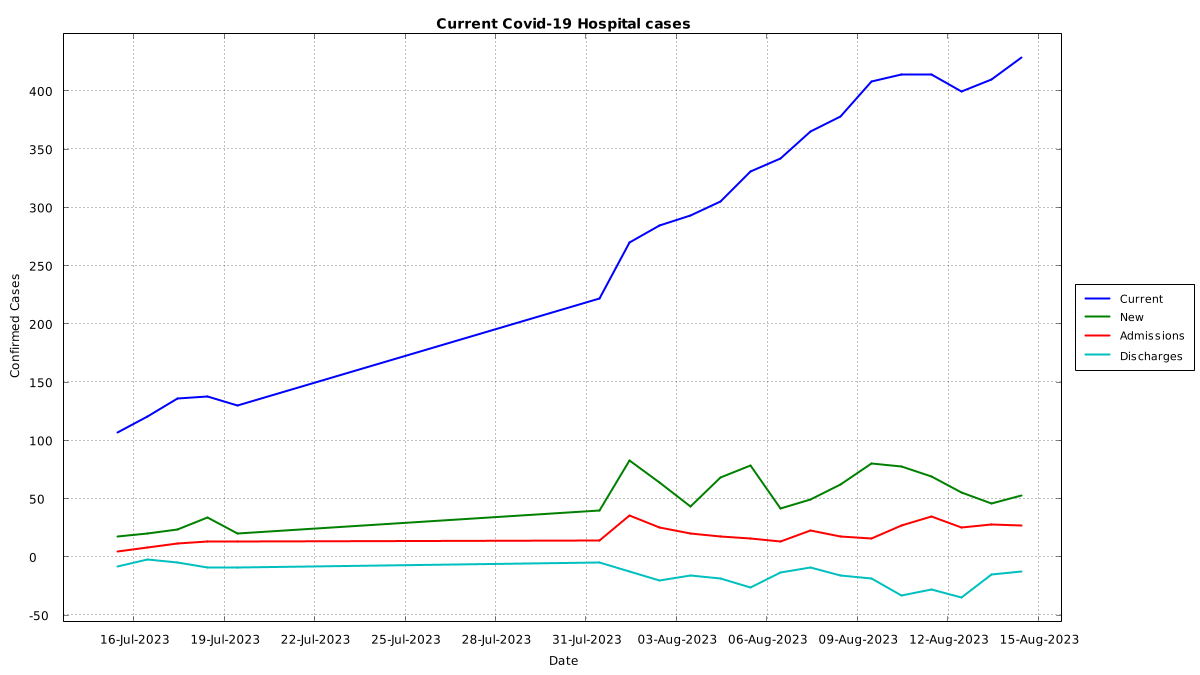 Current Covid-19 Hospital cases
400
350
300
250
200
150
100
50
0
-50
Confirmed Cases
16-Jul-2023 19-Jul-2023 22-Jul-2023 25-Jul-2023 28-Jul-2023 31-Jul-2023 03-Aug-2023 06-Aug-2023 09-Aug-2023 12-Aug-2023 15-Aug-2023
Date
Current
New
Admissions
Discharges